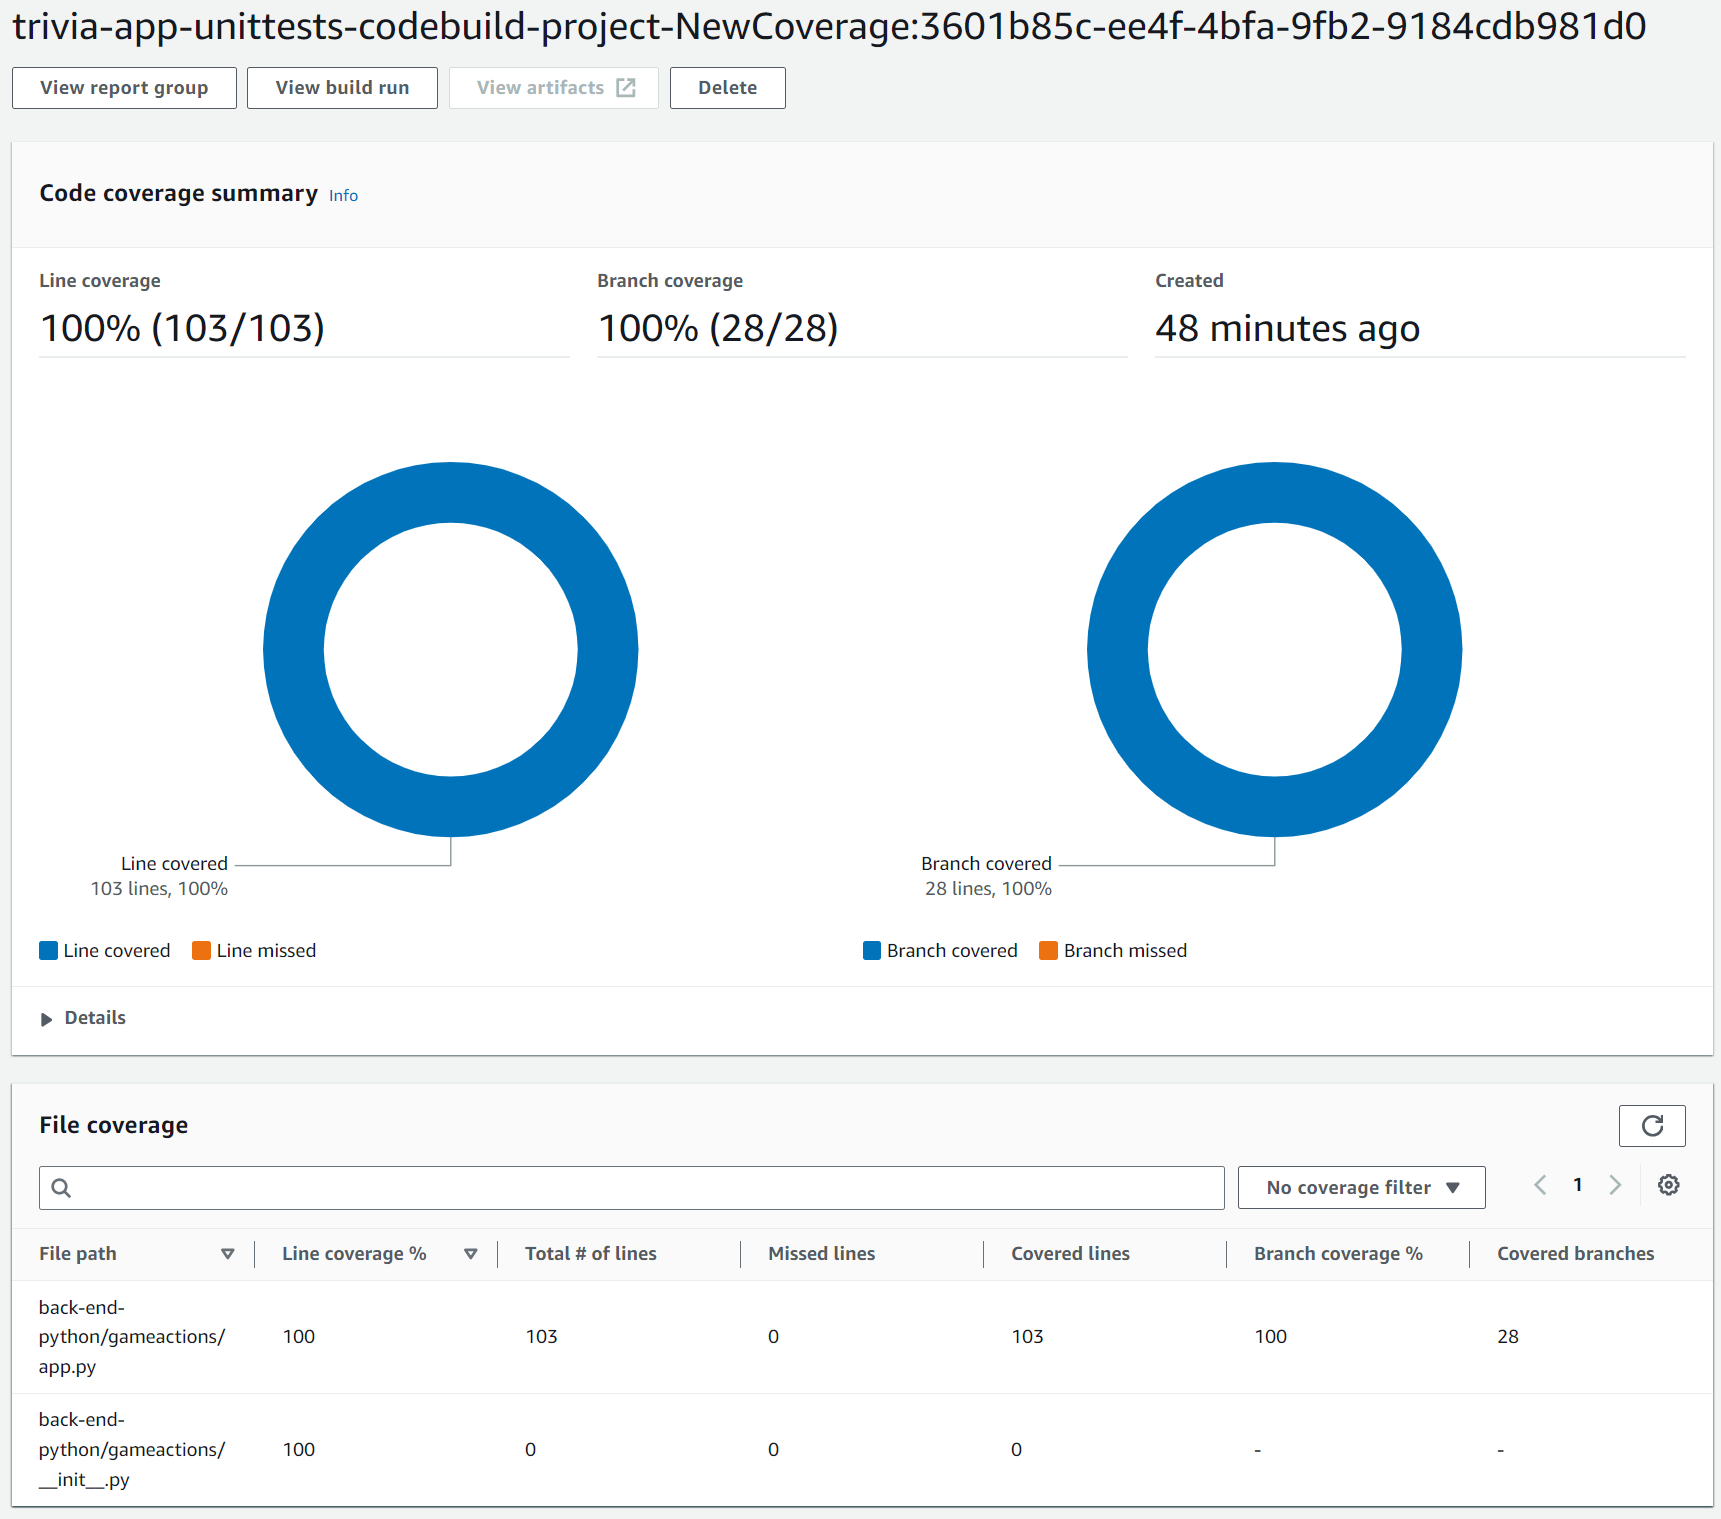 trivia-app-unittests-codebuild-project-NewCoverage:3601b85c-ee4f-4bfa-9fb2-9184cdb981d0
View report group View build run View artifacts Delete
Code coverage summary Info
Line coverage Branch coverage Created
100% (103/103) 100% (28/28) 48 minutes ago
Line covered Branch covered
103 lines, 100% 28 lines, 100%
Line covered Line missed Branch covered Branch missed
Details
File coverage
No coverage filter 1
File path Line coverage % Total # of lines Missed lines Covered lines Branch coverage % Covered branches
back-end-
python/gameactions/ 100 103 0 103 100 28
app.py
back-end-
python/gameactions/ 100 0 0 0 - -
__init__.py